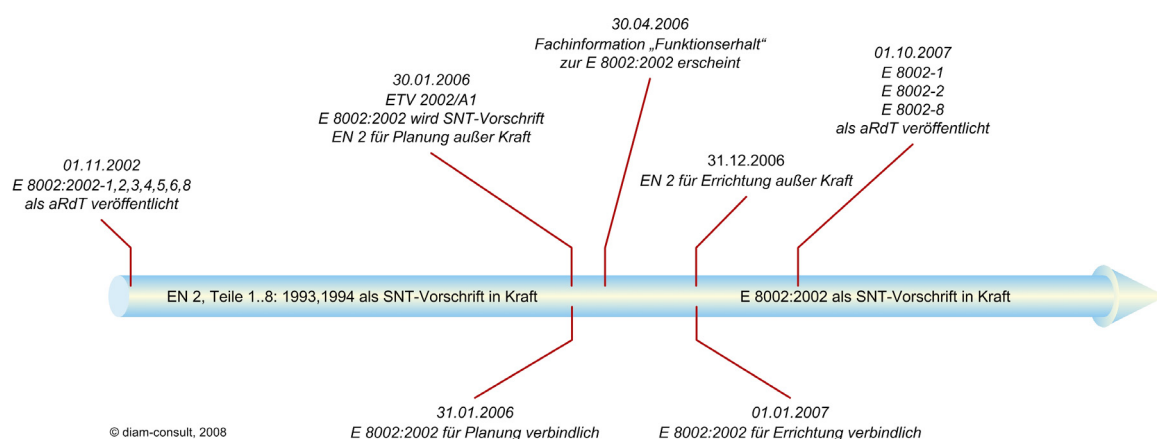 30.04.2006
Fachinformation „Funktionserhalt“
zur E 8002:2002 erscheint
01.10.2007
E 8002-1
E 8002-2
E 8002-8
als aRdT veröffentlicht
30.01.2006
ETV 2002/A1
E 8002:2002 wird SNT-Vorschrift
EN 2 für Planung außer Kraft
01.11.2002
E 8002:2002-1,2,3,4,5,6,8
als aRdT veröffentlicht
31.12.2006
EN 2 für Errichtung außer Kraft
EN 2, Teile 1..8: 1993,1994 als SNT-Vorschrift in Kraft
E 8002:2002 als SNT-Vorschrift in Kraft
31.01.2006
E 8002:2002 für Planung verbindlich
01.01.2007
E 8002:2002 für Errichtung verbindlich
© diam-consult, 2008